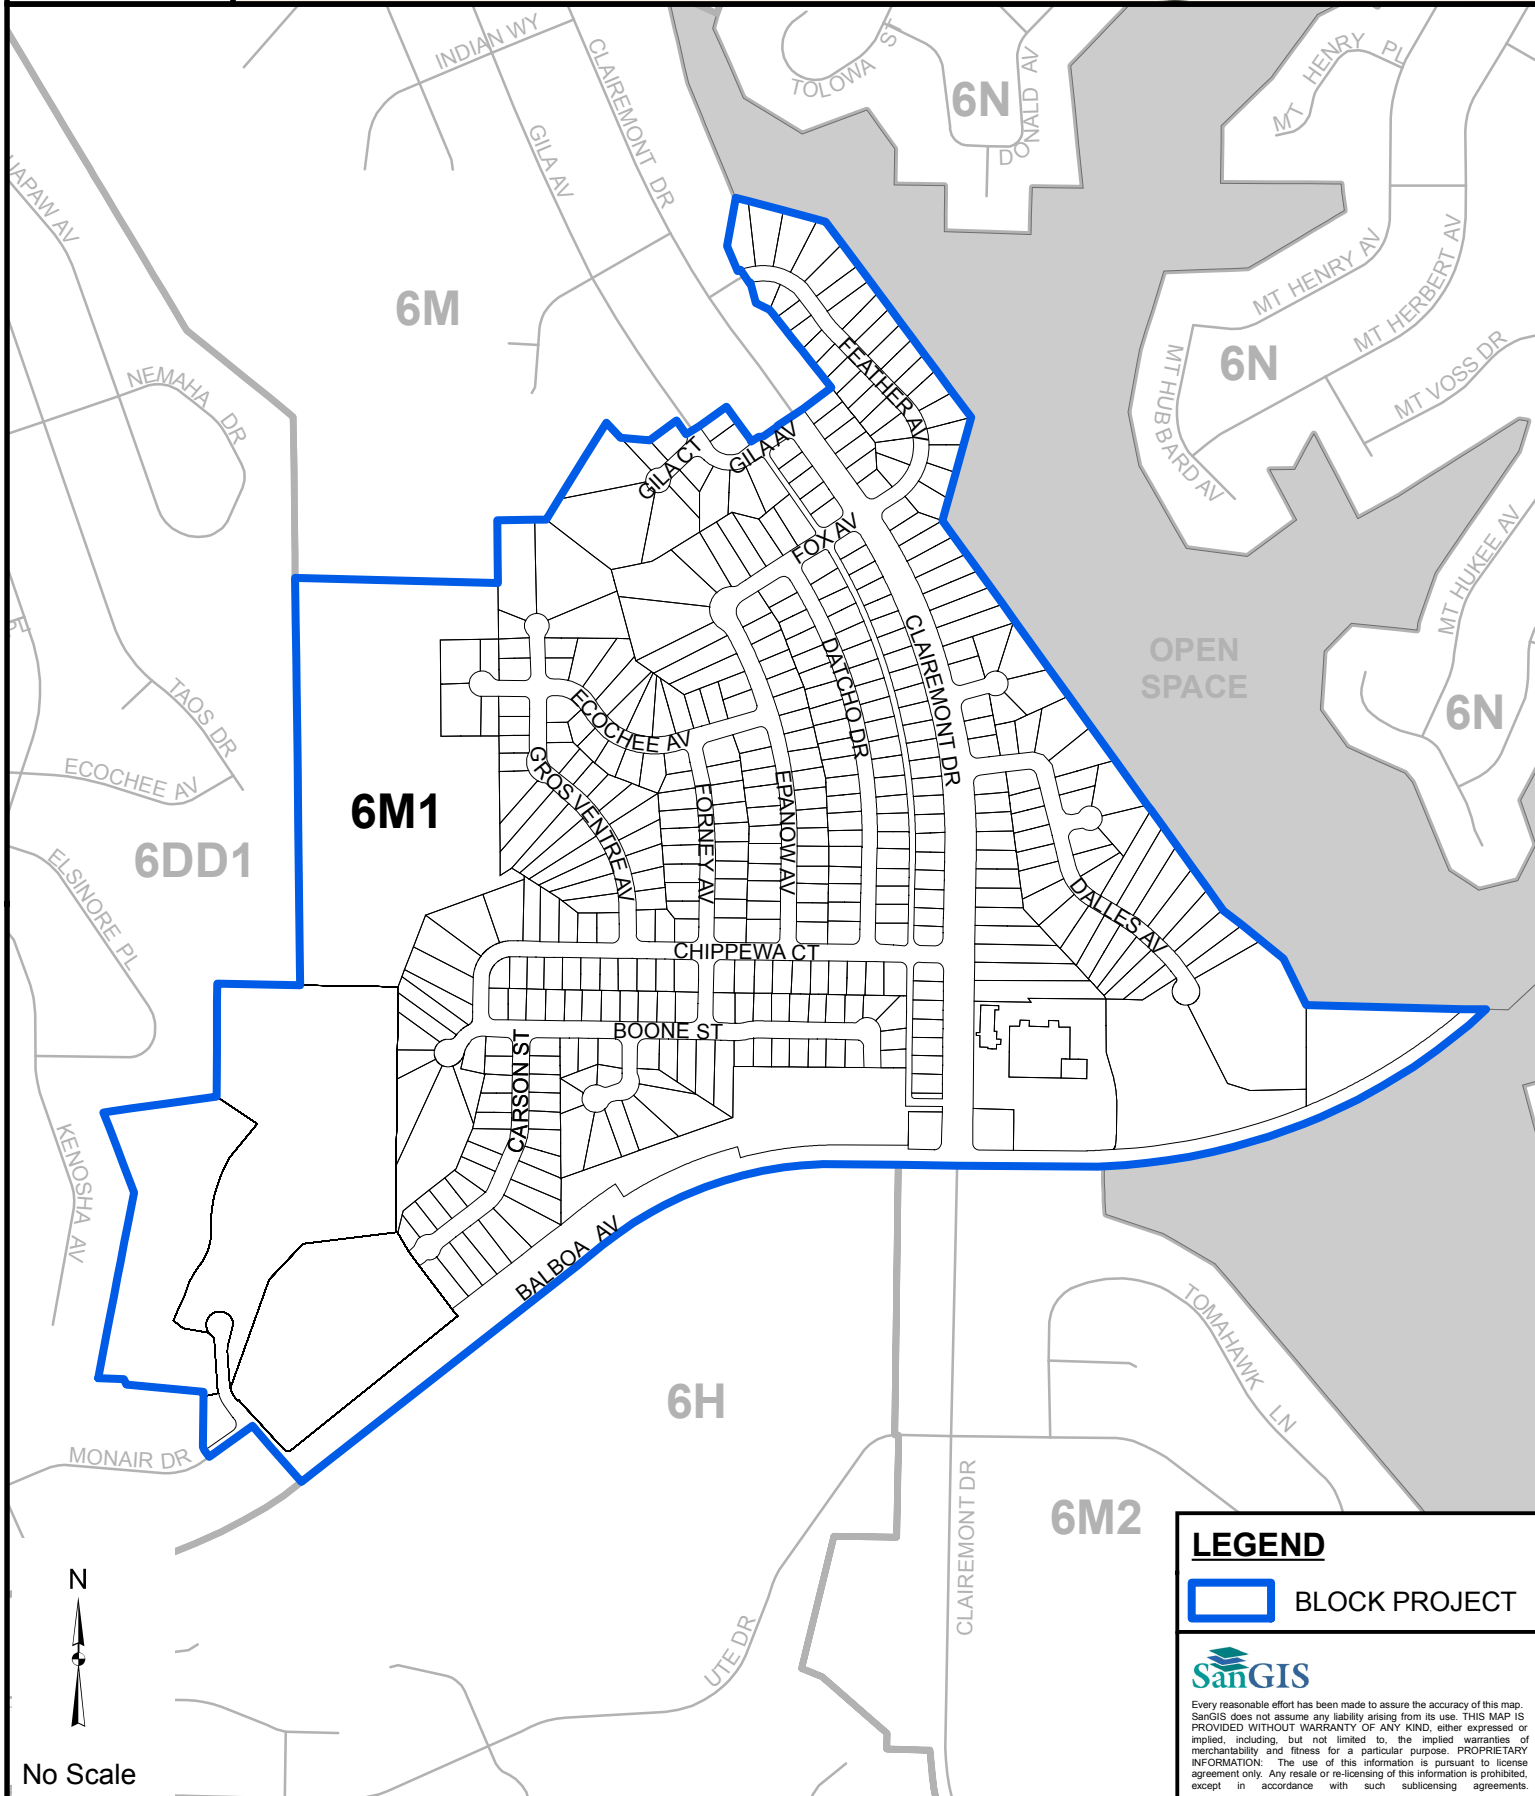 INDIAN WY
CLAIREMONT DR
GILA AV
TOLOWA ST
6N
DONALD AV
MT HENRY PL
MT HENRY AV
MT HERBERT AV
6N
MT HUBBARD AV
MT VOSS DR
MT HUKEE AV
6N
OPEN
SPACE
6M
NEMAHA DR
TAOS DR
ECOCHEE AV
6DD1
ELSINORE PL
KENOSHA AV
MONAIR DR
FEATHER AV
GILA CT
GILA AV
FOX AV
DATCHO DR
CLAIREMONT DR
ECOCHEE AV
GROS VENTRE AV
FORNEY AV
EPANOW AV
DALLES AV
6M1
CHIPPEWA CT
BOONE ST
CARSON ST
BALBOA AV
6H
TOMAHAWK LN
CLAIREMONT DR
6M2
UTE DR
N
No Scale
LEGEND
BLOCK PROJECT
SanGIS
Every reasonable effort has been made to assure the accuracy of this map.
SanGIS does not assume any liability arising from its use. THIS MAP IS
PROVIDED WITHOUT WARRANTY OF ANY KIND, either expressed or
implied, including, but not limited to, the implied warranties of
merchantability and fitness for a particular purpose. PROPRIETARY
INFORMATION: The use of this information is pursuant to license
agreement only. Any resale or re-licensing of this information is prohibited,
except in accordance with such sublicensing agreements.